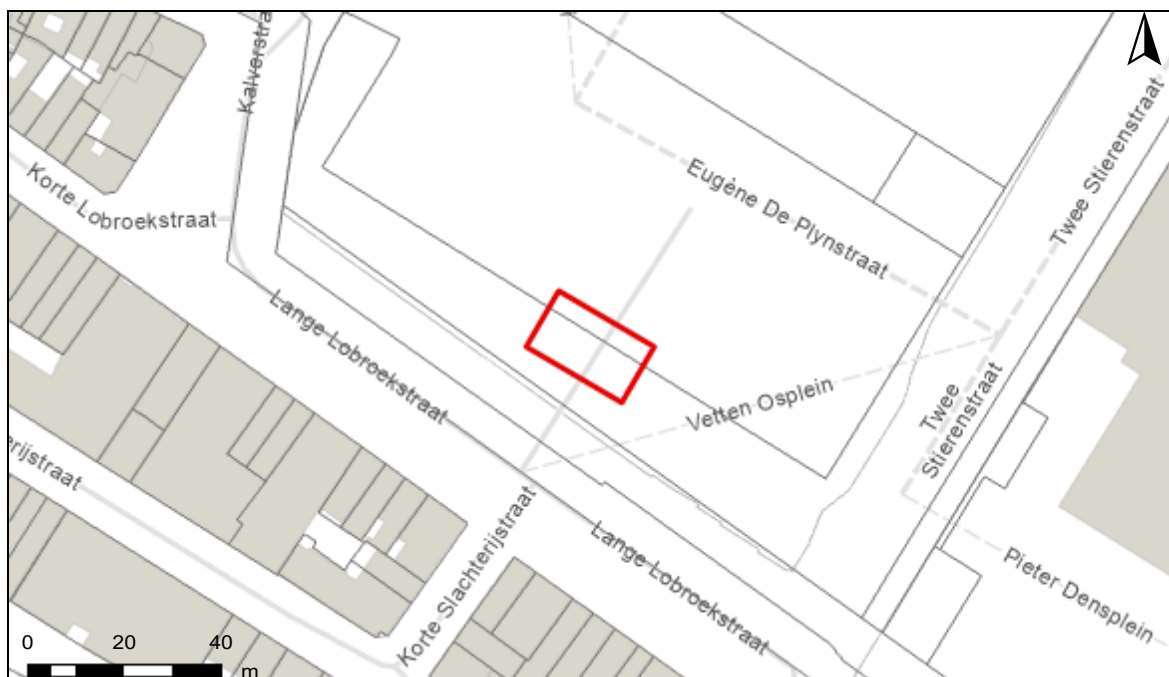 Kalverstra
Korte Lobroekstraat
Eugène De Plynstraat
Twee Stierenstraat
Lange Lobroekstraat
Vetten Osplein
Twee
Stierenstraat
rijstraat
Korte Slachterijstraat
Lange Lobroekstraat
Pieter Densplein
0 20 40
m